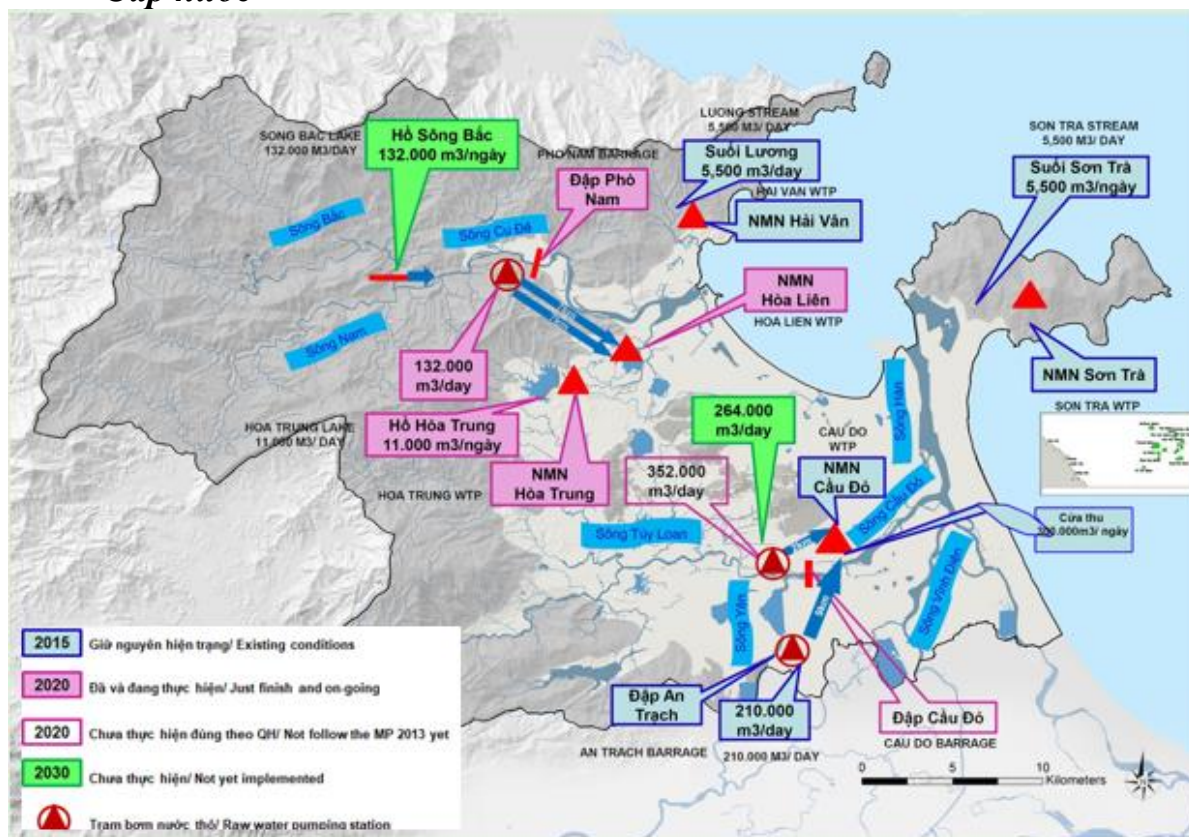 SONG BAC LAKE
132.000 M3/DAY
Hồ Sông Bắc
132.000 m3/ngày
PHO NAM BARRAGE
Đập Phò
Nam
LUONG STREAM
5,500 M3/ DAY
Suối Lương
5,500 m3/day
HAI VAN WTP
NMN Hải Vân
SON TRA STREAM
5,500 M3/ DAY
Suối Sơn Trà
5,500 m3/ngày
Sông Bắc
Sông Cu Đê
Sông Nam
NMN
Hòa Liên
HOA LIEN WTP
132.000
m3/day
NMN Sơn Trà
SON TRA WTP
HOA TRUNG LAKE
11.000 M3/ DAY
Hồ Hòa Trung
11.000 m3/ngày
NMN
Hòa Trung
HOA TRUNG WTP
264.000
m3/day
352.000
m3/day
CAU DO
WTP
NMN
Cầu Đỏ
Sông Hàn
Sông Cầu Đỏ
Cửa thu
Sông Túy Loan
Sông Yên
Sông Vĩnh Điện
Đập An
Trạch
AN TRACH BARRAGE
210.000
m3/day
210.000 M3/ DAY
Đập Cầu Đỏ
CAU DO BARRAGE
0 2.5 5 10
Kilometers
2015 Giữ nguyên hiện trạng/ Existing conditions
2020 Đã và đang thực hiện/ Just finish and on-going
2020 Chưa thực hiện đúng theo QH/ Not follow the MP 2013 yet
2030 Chưa thực hiện/ Not yet implemented
Trạm bơm nước thô/ Raw water pumping station